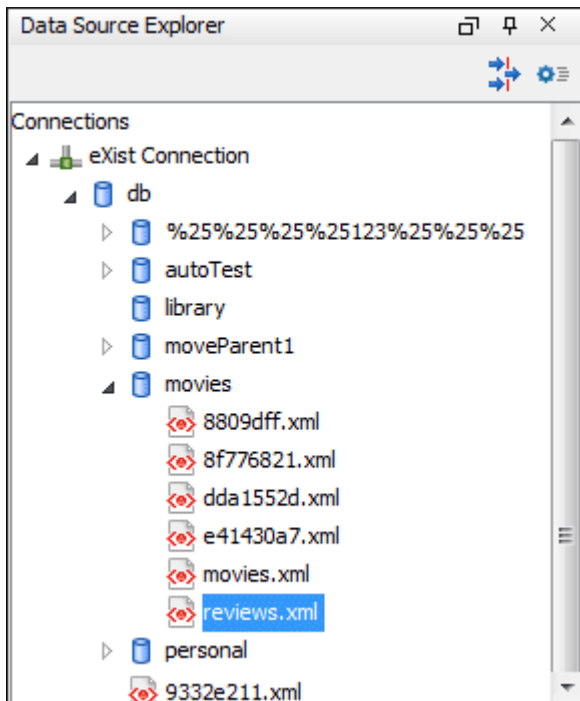 Data Source Explorer
Connections
eXist Connection
db
%25%25%25%25123%25%25%25
autoTest
library
moveParent1
movies
8809dff.xml
8f776821.xml
dda1552d.xml
e41430a7.xml
movies.xml
reviews.xml
personal
9332e211.xml